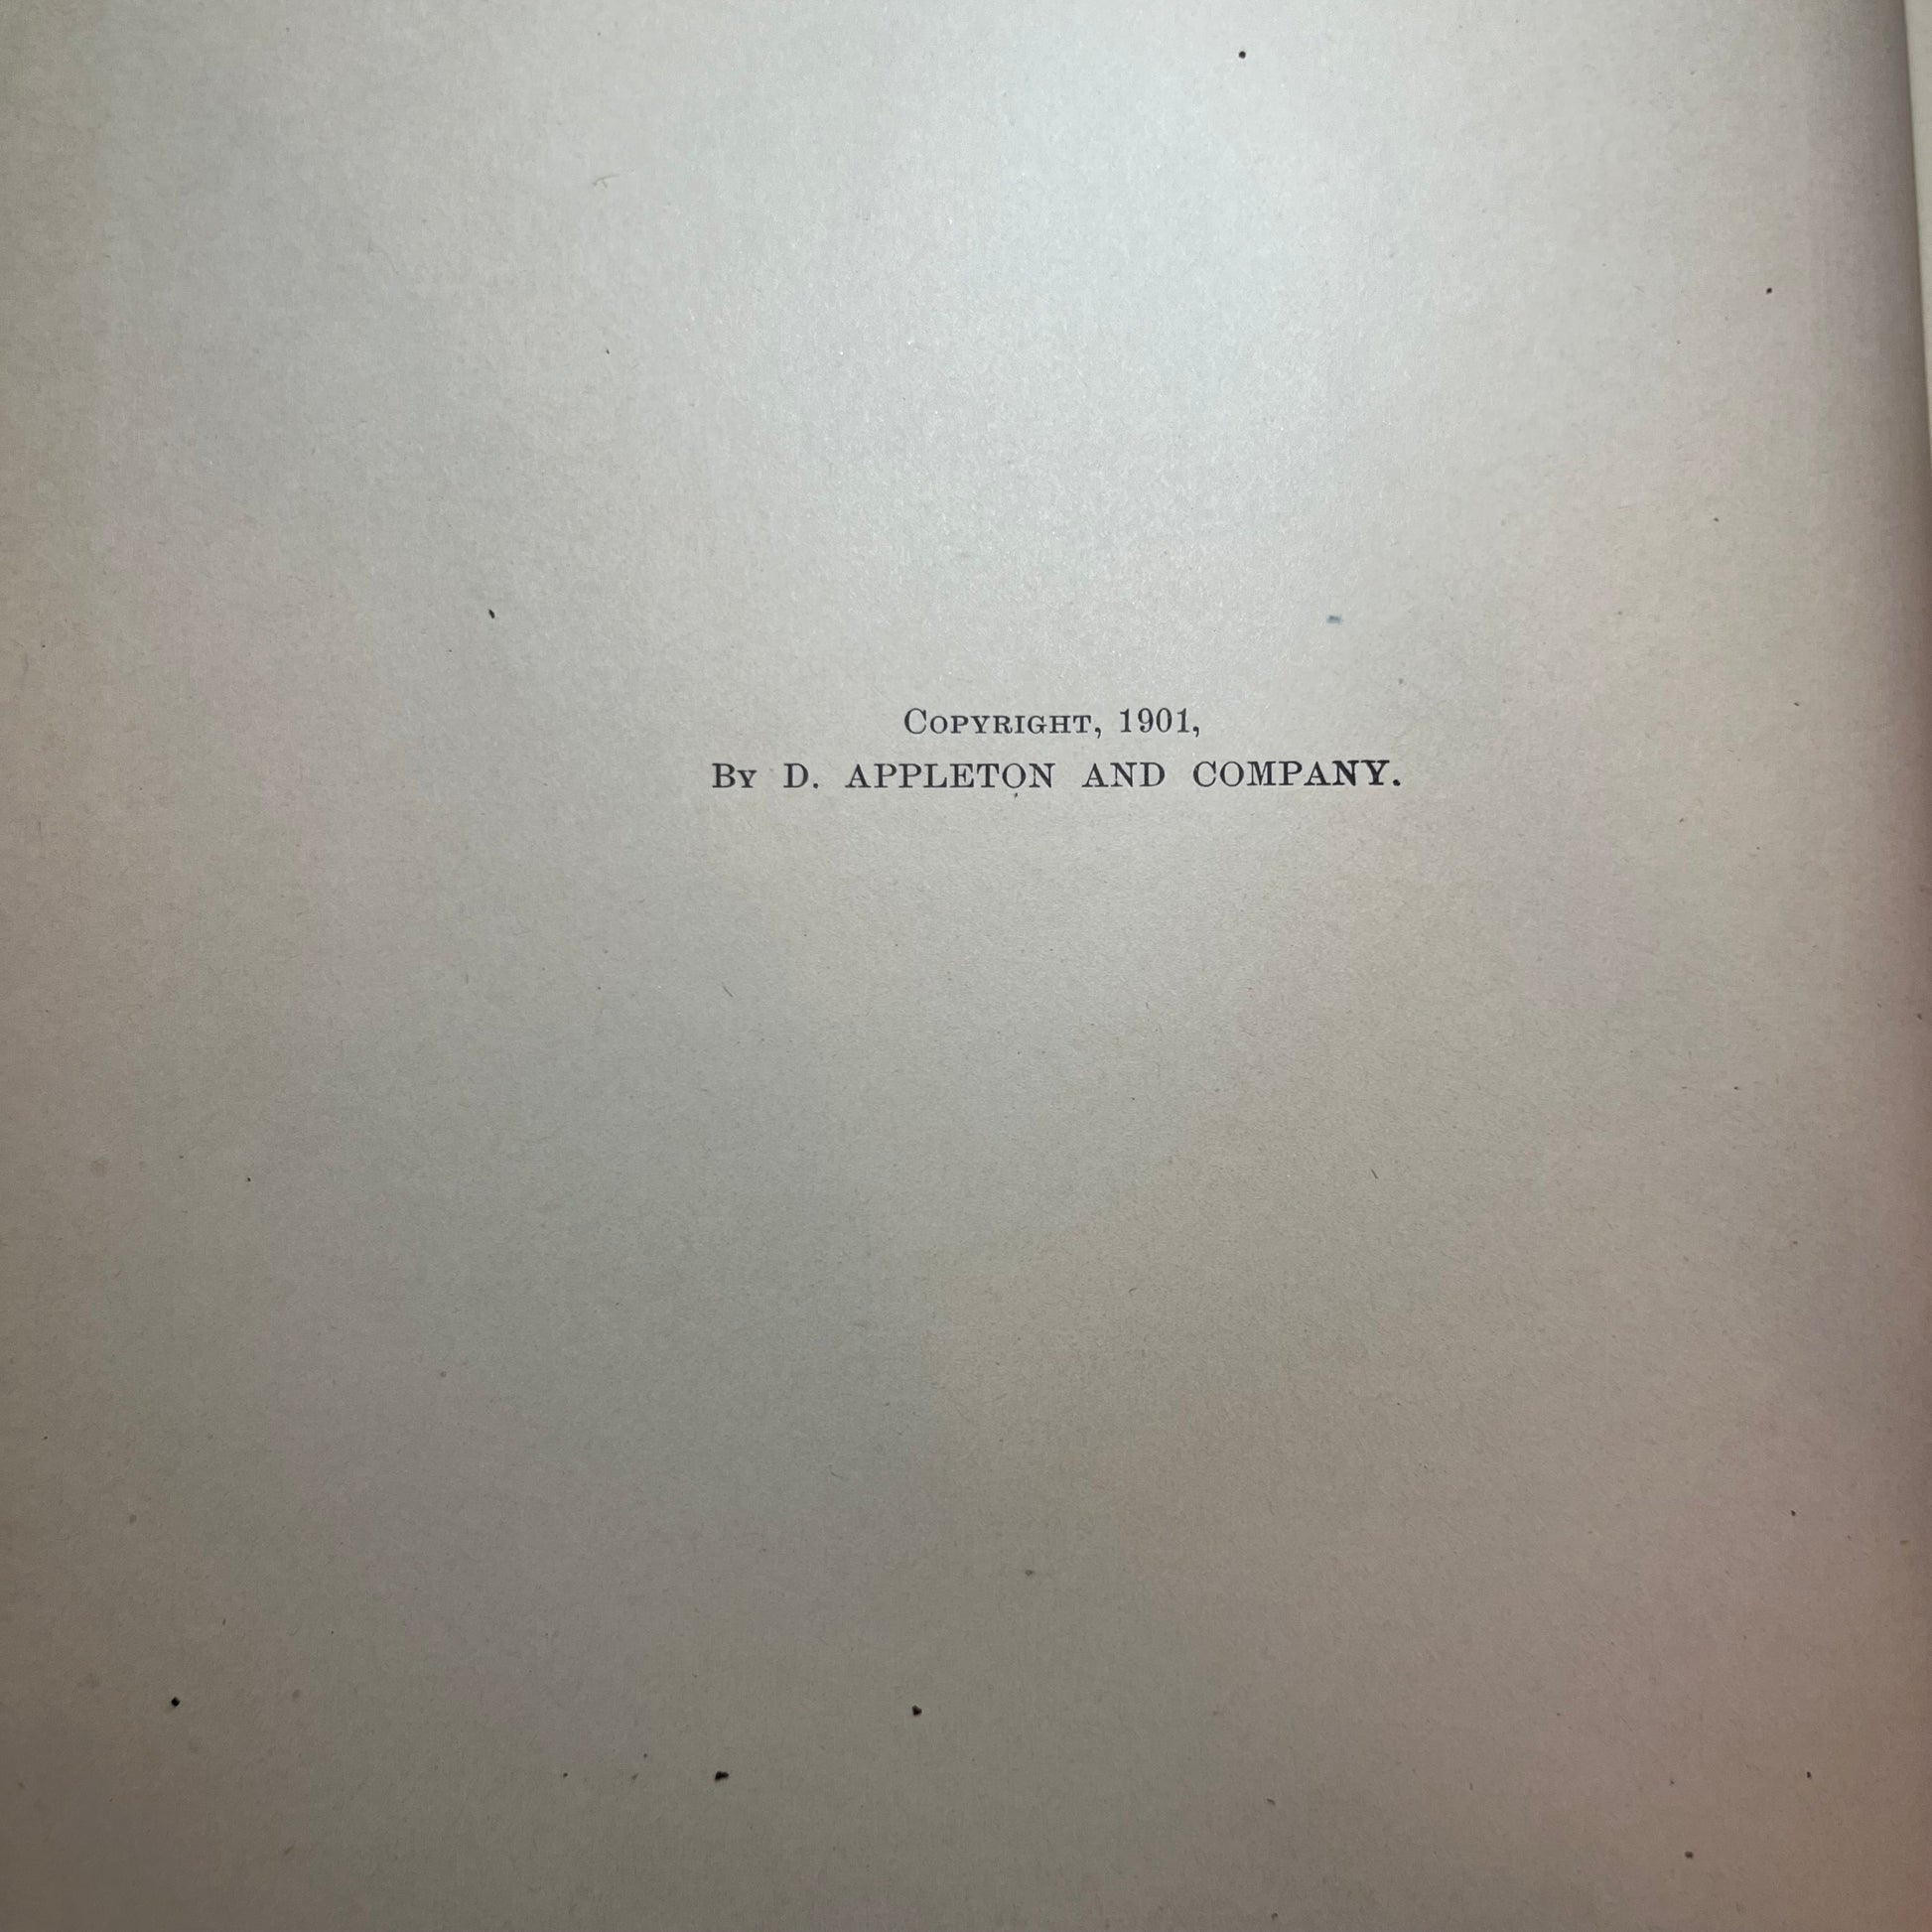 Copyright, 1901,
By D. APPLETON AND COMPANY.